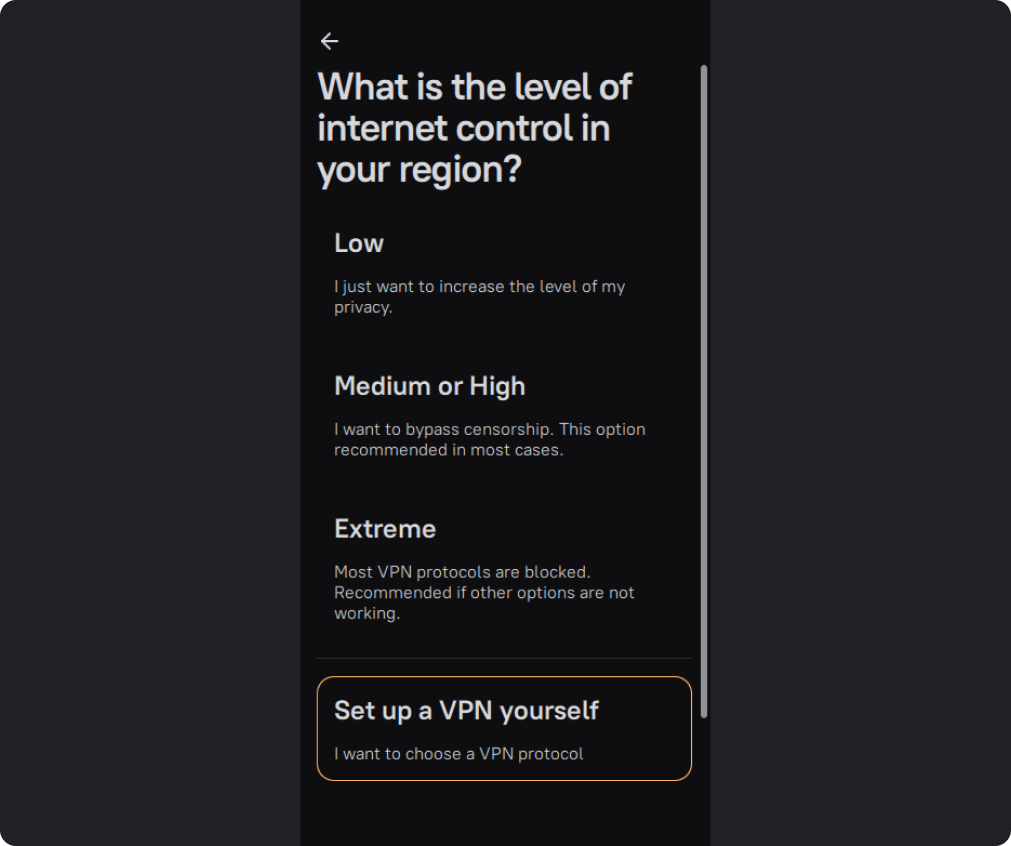 What is the level of
internet control in
your region?
Low
I just want to increase the level of my
privacy.
Medium or High
I want to bypass censorship. This option
recommended in most cases.
Extreme
Most VPN protocols are blocked.
Recommended if other options are not
working.
Set up a VPN yourself
I want to choose a VPN protocol